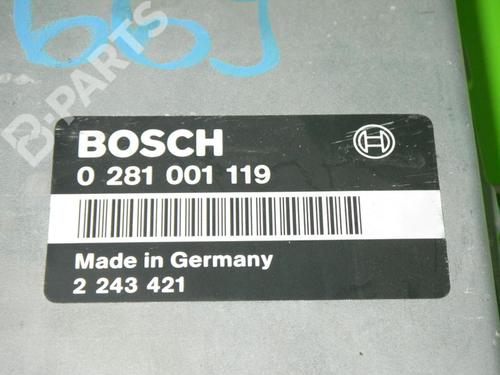 B-PARTS
BOSCH
0 281 001 119
Made in Germany
2 243 421